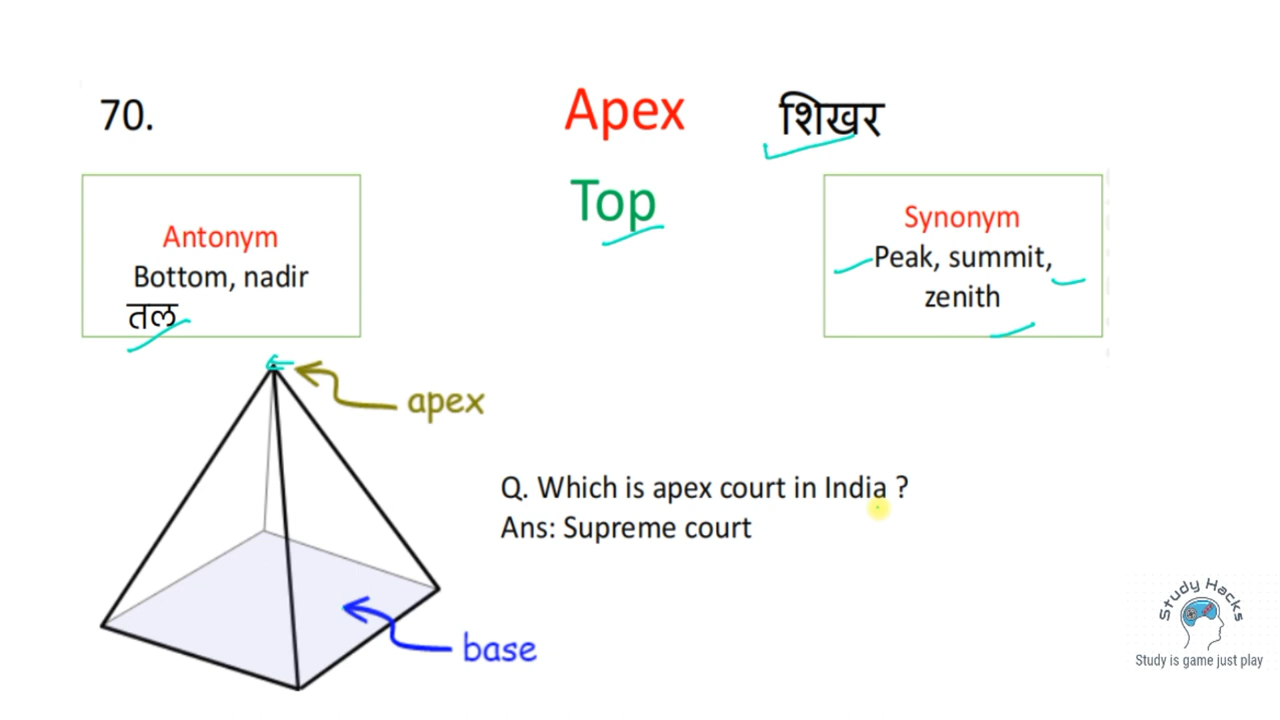 70.
Apex
शिखर
Top
Antonym
Bottom, nadir
तल
Synonym
Peak, summit,
zenith
apex
Q. Which is apex court in India ?
Ans: Supreme court
base
Study Hacks
Study is game just play